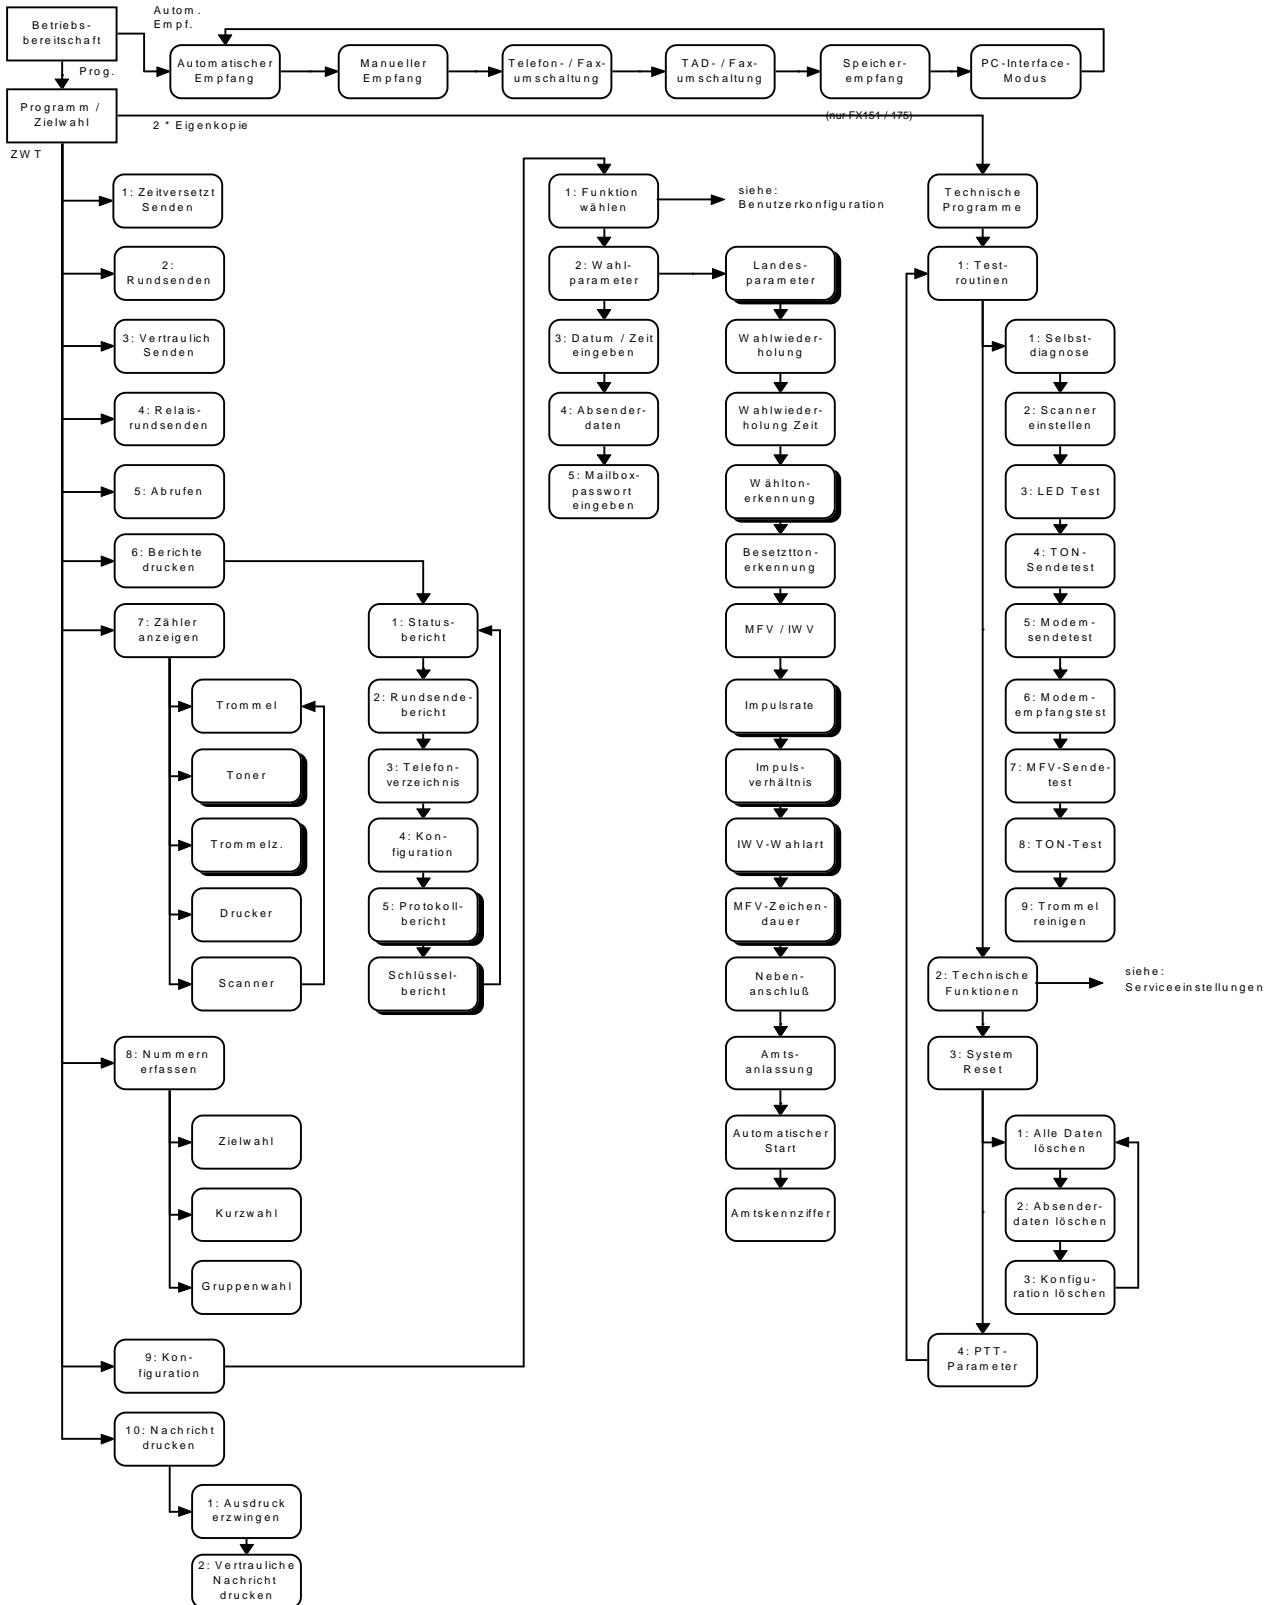 Betriebs-
bereitschaft
Autom.
Empf.
Prog.
Automatischer
Empfang
Manueller
Empfang
Telefon- / Fax-
umschaltung
TAD- / Fax-
umschaltung
Speicher-
empfang
PC-Interface-
Modus
Programm /
Zielwahl
2 * Eigenkopie
(nur FX151 / 175)
ZWT
1: Zeitversetzt
Senden
2:
Rundsenden
3: Vertraulich
Senden
4: Relais-
rundsenden
5: Abrufen
6: Berichte
drucken
7: Zähler
anzeigen
Trommel
Toner
Trommelz.
Drucker
Scanner
8: Nummern
erfassen
Zielwahl
Kurzwahl
Gruppenwahl
9: Kon-
figuration
10: Nachricht
drucken
1: Ausdruck
erzwingen
2: Vertrauliche
Nachricht
drucken
1: Status-
bericht
2: Rundsende-
bericht
3: Telefon-
verzeichnis
4: Kon-
figuration
5: Protokoll-
bericht
Schlüssel-
bericht
1: Funktion
wählen
siehe:
Benutzerkonfiguration
2: Wahl-
parameter
3: Datum / Zeit
eingeben
4: Absender-
daten
5: Mailbox-
passwort
eingeben
Landes-
parameter
Wahlwieder-
holung
Wahlwieder-
holung Zeit
Wählton-
erkennung
Besetztton-
erkennung
MFV / IWV
Impulsrate
Impuls-
verhältnis
IWV-Wahlart
MFV-Zeichen-
dauer
Neben-
anschluß
Amts-
anlassung
Automatischer
Start
Amtskennziffer
Technische
Programme
1: Test-
routinen
1: Selbst-
diagnose
2: Scanner
einstellen
3: LED Test
4: TON-
Sendetest
5: Modem-
sendetest
6: Modem-
empfangstest
7: MFV-Sende-
test
8: TON-Test
9: Trommel
reinigen
2: Technische
Funktionen
siehe:
Serviceeinstellungen
3: System
Reset
1: Alle Daten
löschen
2: Absender-
daten löschen
3: Konfigu-
ration löschen
4: PTT-
Parameter